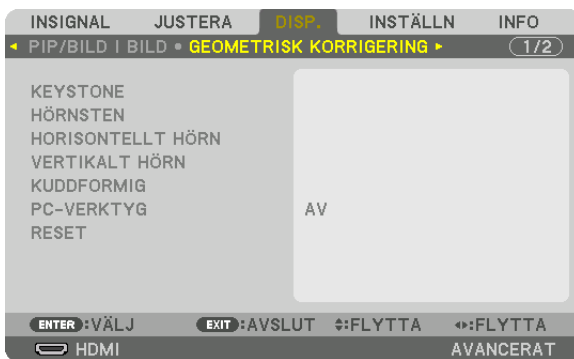 INSIGNAL JUSTERA DISP. INSTÄLLN INFO
PIP/BILD I BILD • GEOMETRISK KORRIGERING 1/2
KEYSTONE
HÖRNSTEN
HORISONTELLT HÖRN
VERTIKALT HÖRN
KUDDFORMIG
PC-VERKTYG AV
RESET
ENTER :VÄLJ EXIT :AVSLUT :FLYTTA :FLYTTA
HDMI AVANCERAT